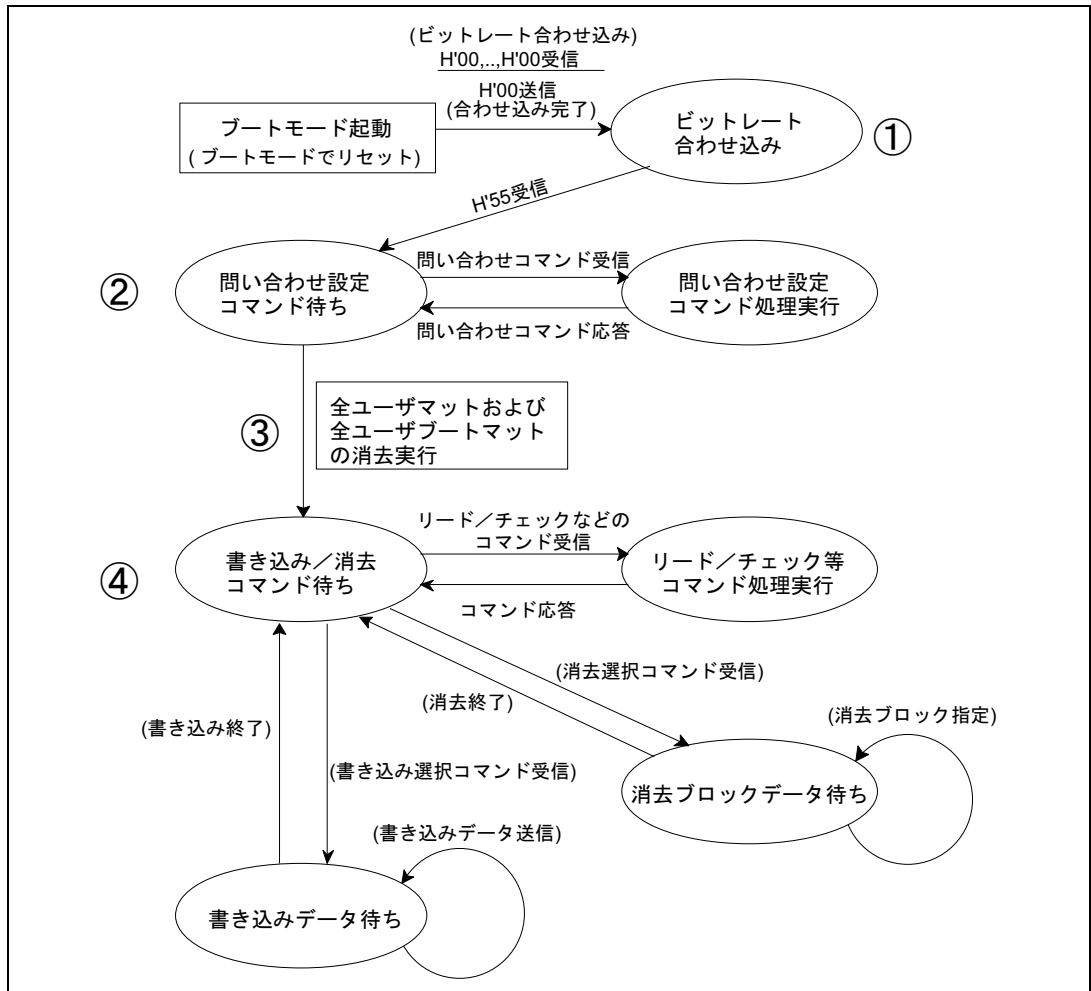 (ビットレート合わせ込み)
H'00,..,H'00受信
H'00送信
(合わせ込み完了)
ブートモード起動
( ブートモードでリセット)
ビットレート
合わせ込み
①
H'55受信
②
問い合わせ設定
コマンド待ち
問い合わせコマンド受信
問い合わせコマンド応答
問い合わせ設定
コマンド処理実行
③
全ユーザマットおよび
全ユーザブートマット
の消去実行
④
書き込み／消去
コマンド待ち
リード／チェックなどの
コマンド受信
コマンド応答
リード／チェック等
コマンド処理実行
(消去選択コマンド受信)
(消去終了)
(書き込み終了)
(書き込み選択コマンド受信)
(消去ブロック指定)
消去ブロックデータ待ち
(書き込みデータ送信)
書き込みデータ待ち